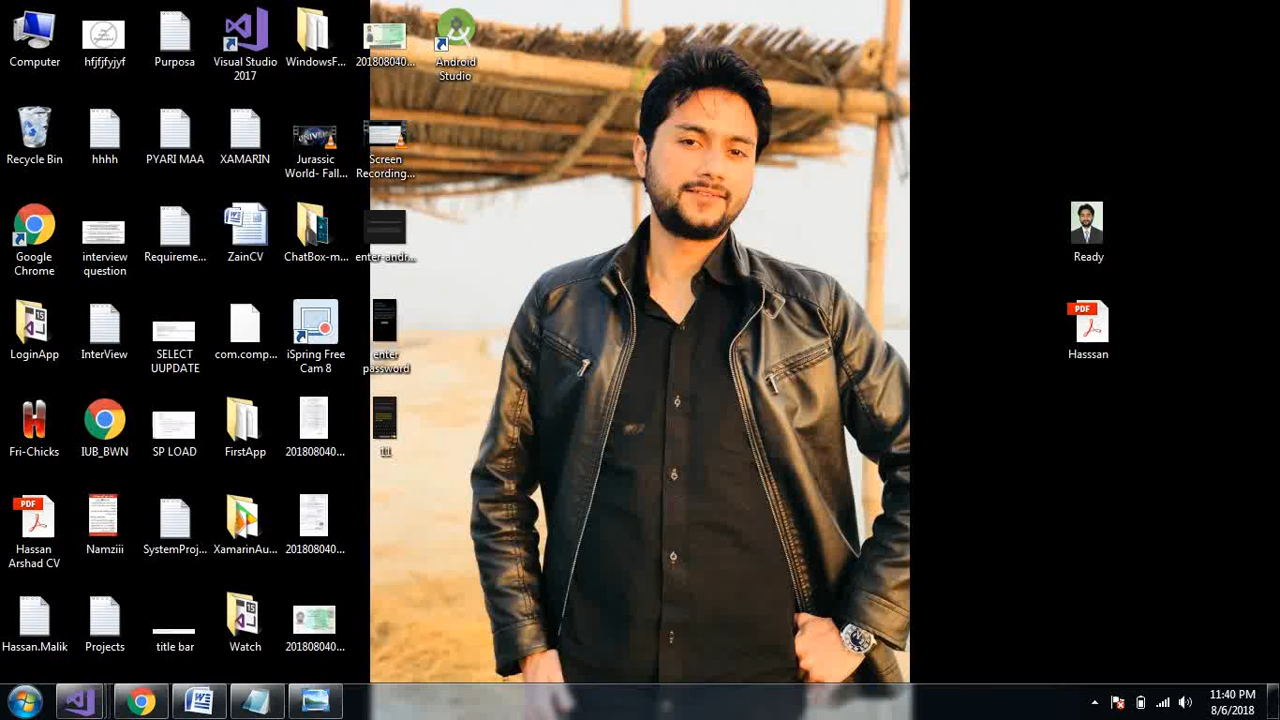 Computer
hfjfjfyjyf
Purposa
Visual Studio
2017
WindowsF...
201808040...
Android
Studio
Recycle Bin
hhhh
PYARI MAA
XAMARIN
Jurassic
World- Fall...
Screen
Recording...
Google
Chrome
interview
question
Requireme...
ZainCV
ChatBox-m...
enter-andr...
Ready
LoginApp
InterView
SELECT
UUPDATE
com.comp...
iSpring Free
Cam 8
enter
password
PDF
Hasssan
Fri-Chicks
IUB_BWN
SP LOAD
FirstApp
201808040...
PDF
Hassan
Arshad CV
Namziii
SystemProj...
XamarinAu...
201808040...
Hassan.Malik
Projects
title bar
Watch
201808040...
11:40 PM
8/6/2018